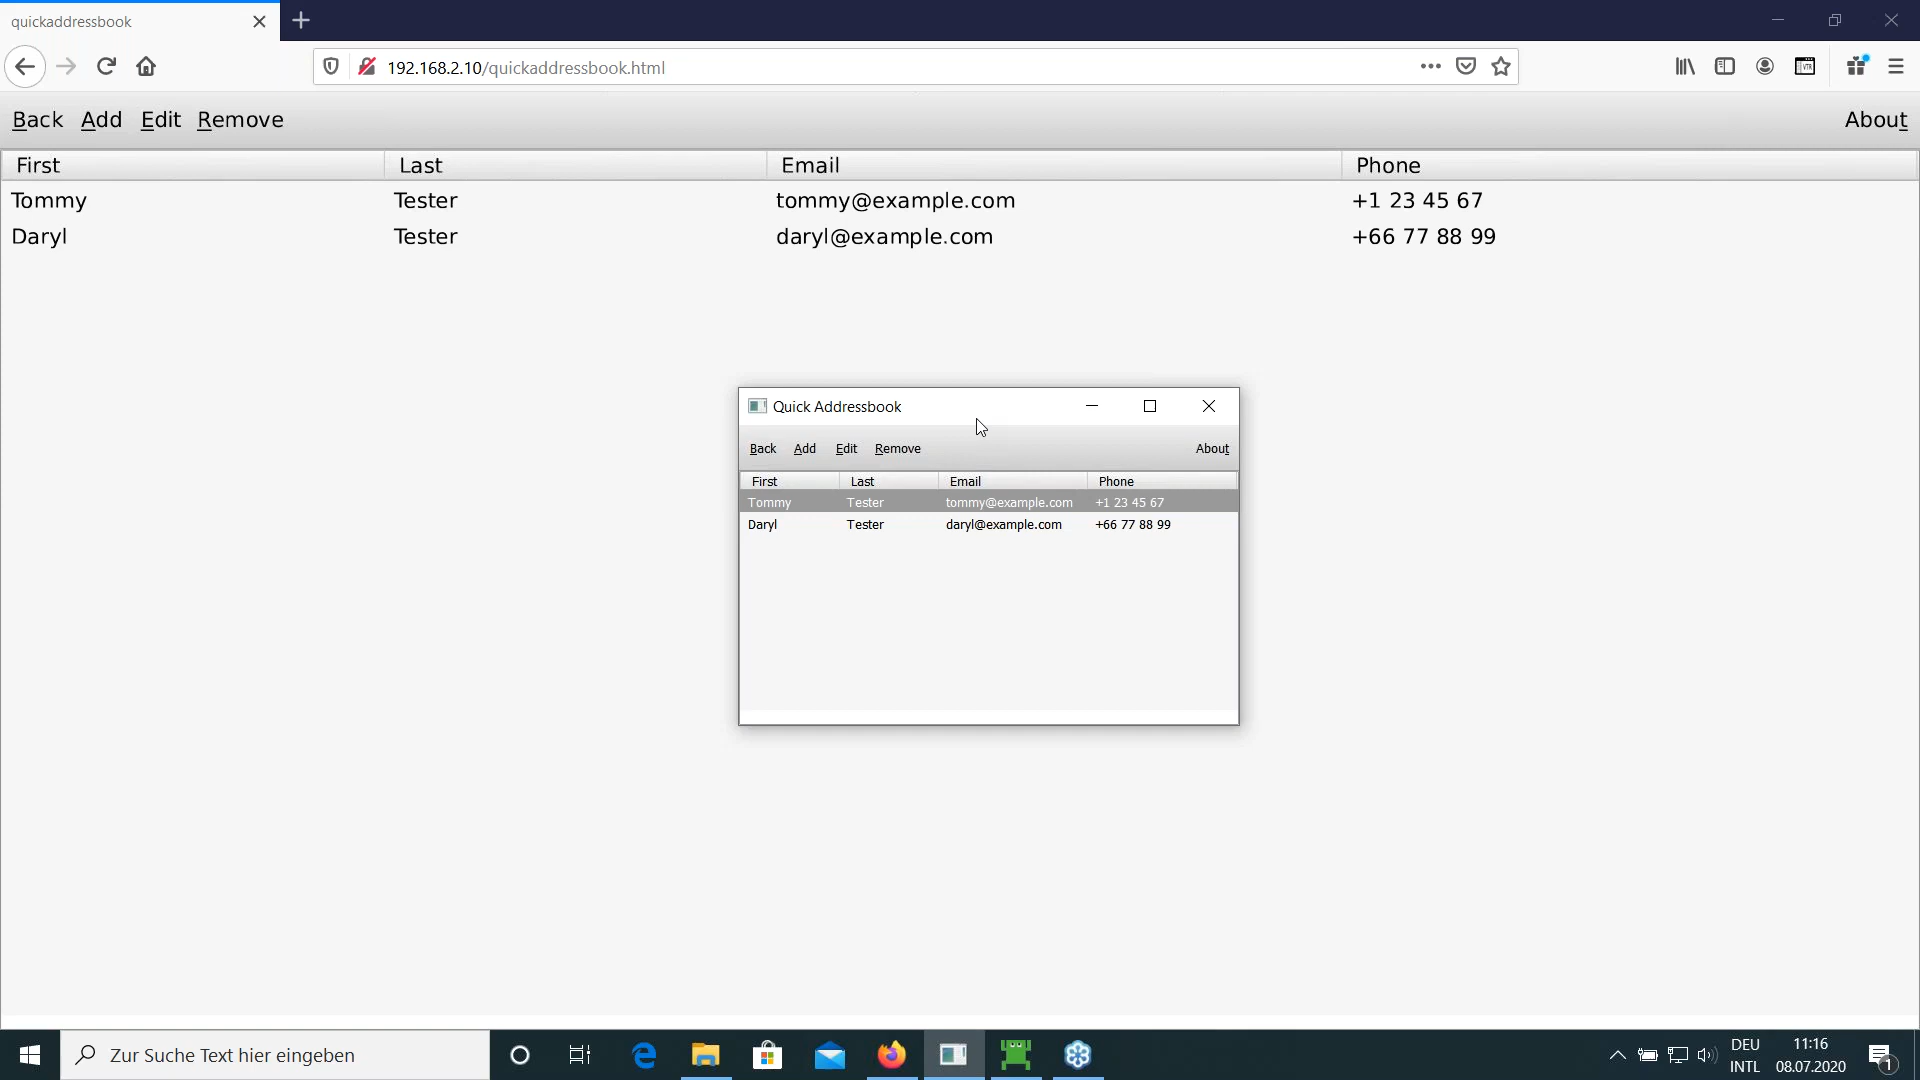 quickaddressbook
192.168.2.10/quickaddressbook.html
Back Add Edit Remove About
First Last Email Phone
Tommy Tester tommy@example.com +1 23 45 67
Daryl Tester daryl@example.com +66 77 88 99
Quick Addressbook
Back Add Edit Remove About
First Last Email Phone
Tommy Tester tommy@example.com +1 23 45 67
Daryl Tester daryl@example.com +66 77 88 99
Zur Suche Text hier eingeben
DEU 11:16
INTL 08.07.2020
1